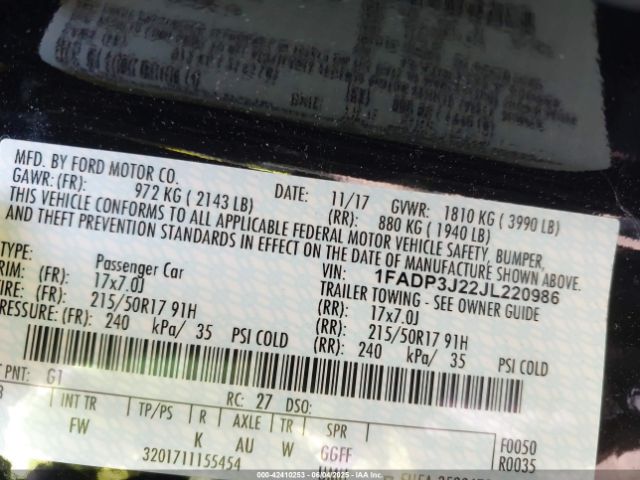 MFD. BY FORD MOTOR CO.
DATE: 11/17 GVWR: 1810 KG ( 3990 LB)
GAWR: (FR): 972 KG ( 2143 LB) (RR): 880 KG ( 1940 LB)
THIS VEHICLE CONFORMS TO ALL APPLICABLE FEDERAL MOTOR VEHICLE SAFETY, BUMPER,
AND THEFT PREVENTION STANDARDS IN EFFECT ON THE DATE OF MANUFACTURE SHOWN ABOVE.
VIN: 1FADP3J22JL220986
TYPE: Passenger Car TRAILER TOWING - SEE OWNER GUIDE
RIM: (FR): 17x7.0J (RR): 17x7.0J
TIRE: (FR): 215/50R17 91H (RR): 215/50R17 91H
PRESSURE: (FR): 240 kPa/ 35 PSI COLD (RR): 240 kPa/ 35 PSI COLD
PNT: G1 RC: 27 DSO:
INT TR TP/PS R AXLE TR SPR
FW K AU W GGFF
F0050
R0035
3201711155454
000-42410253 - 06/04/2025 - IAA Inc.